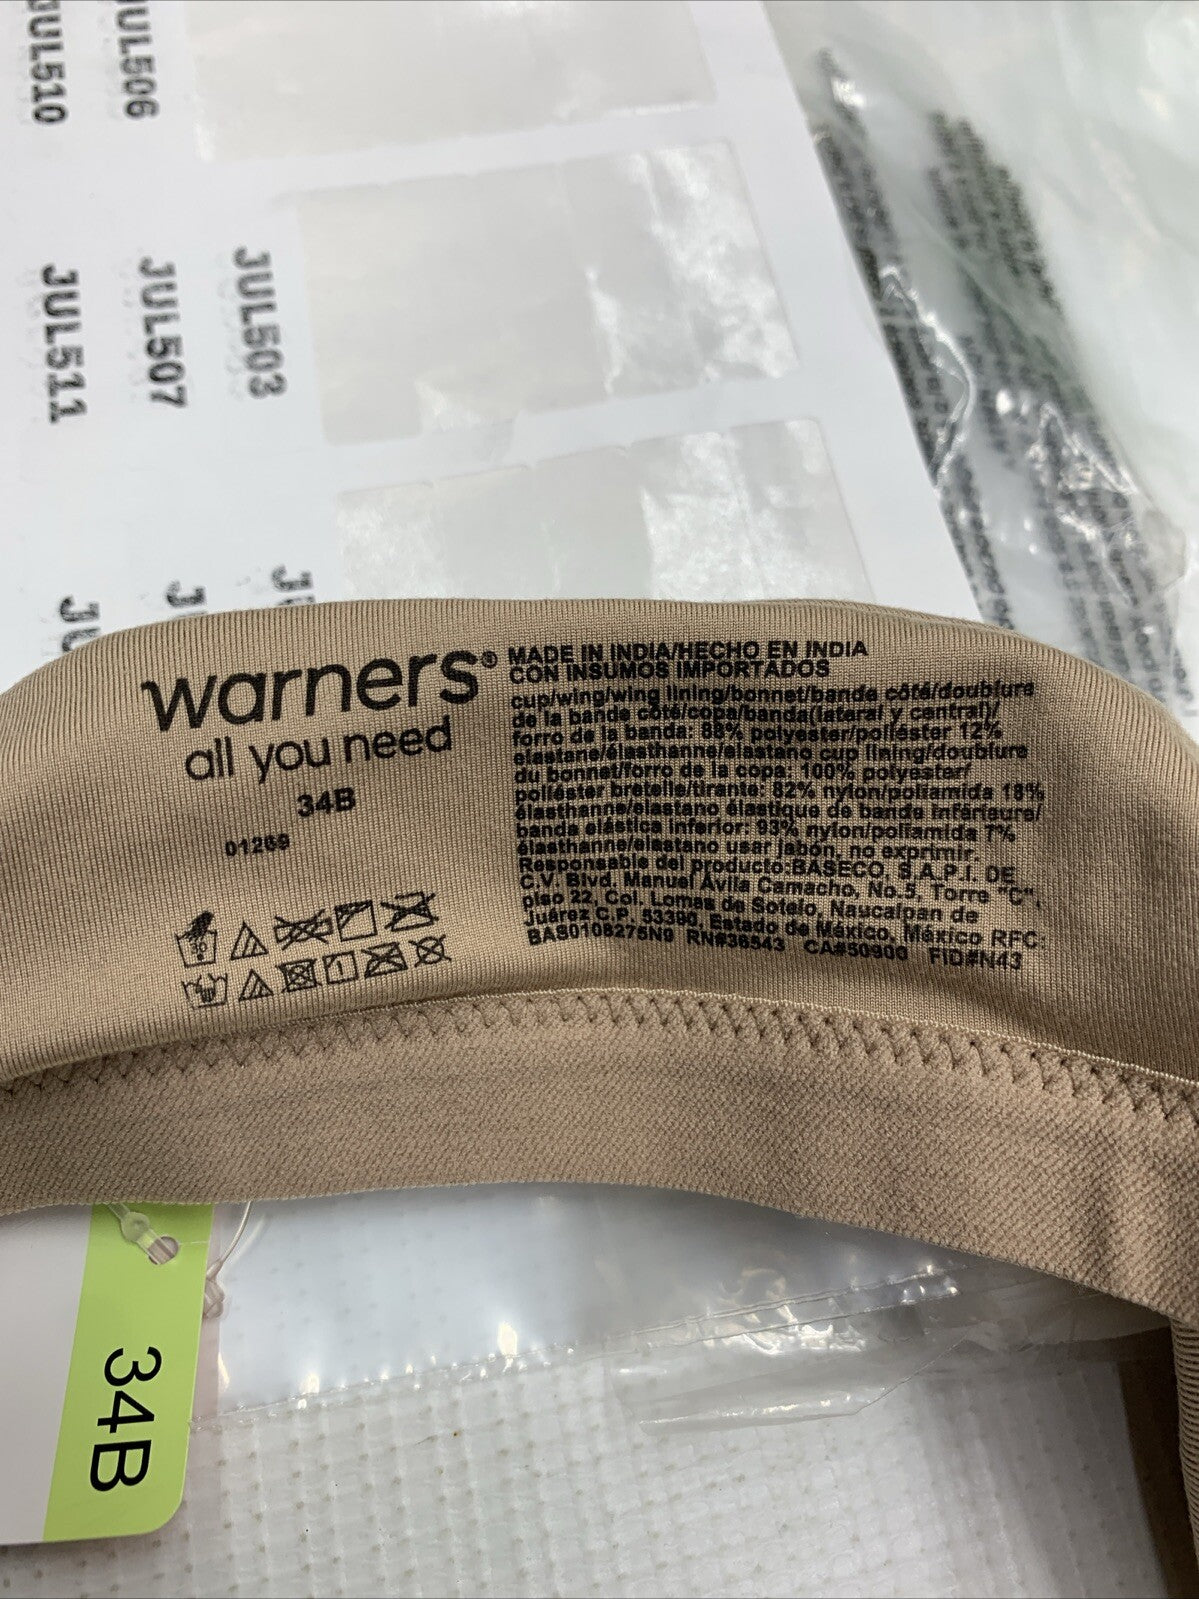 JUL510
JUL506
JUL511
JUL507
JUL503
warners®
all you need
34B
01269
MADE IN INDIA/HECHO EN INDIA
CON INSUMOS IMPORTADOS
cup/wing/wing lining/bonnet/bande côté/doublure
de la bande côté/copa/banda(lateral y central)/
forro de la banda: 88% polyester/poliéster 12%
elastane/élasthanne/elastano cup lining/doublure
du bonnet/forro de la copa: 100% polyester/
poliéster bretelle/tirante: 82% nylon/poliamida 18%
élasthanne/elastano élastique de bande inférieure/
banda elástica inferior: 93% nylon/poliamida 7%
élasthanne/elastano usar jabón, no exprimir.
Responsable del producto:BASECO, S.A.P.I. DE
C.V. Blvd. Manuel Ávila Camacho, No.5, Torre "C",
piso 22, Col. Lomas de Sotelo, Naucalpan de
Juárez C.P. 53390, Estado de México, México RFC:
BAS0108275N9 RN#36543 CA#50900 FID#N43
34B